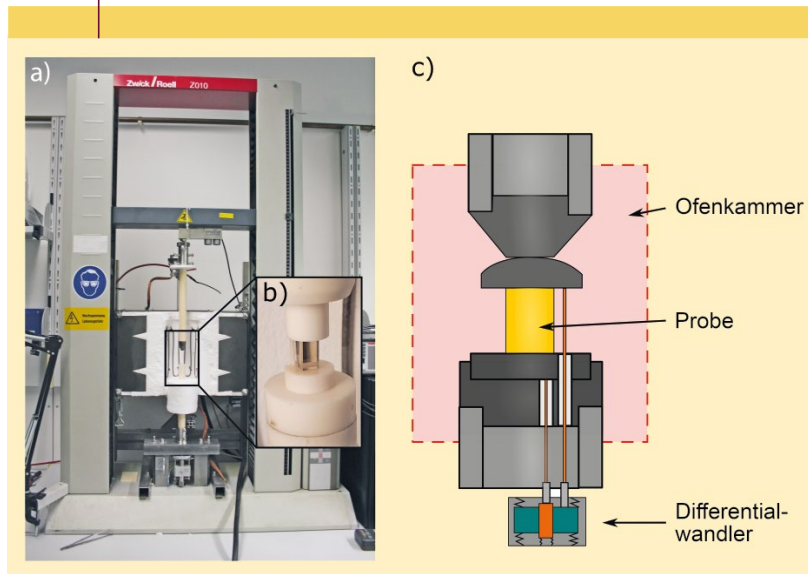 a)
Zwick / Roell Z010
b)
c)
Ofenkammer
Probe
Differential-
wandler